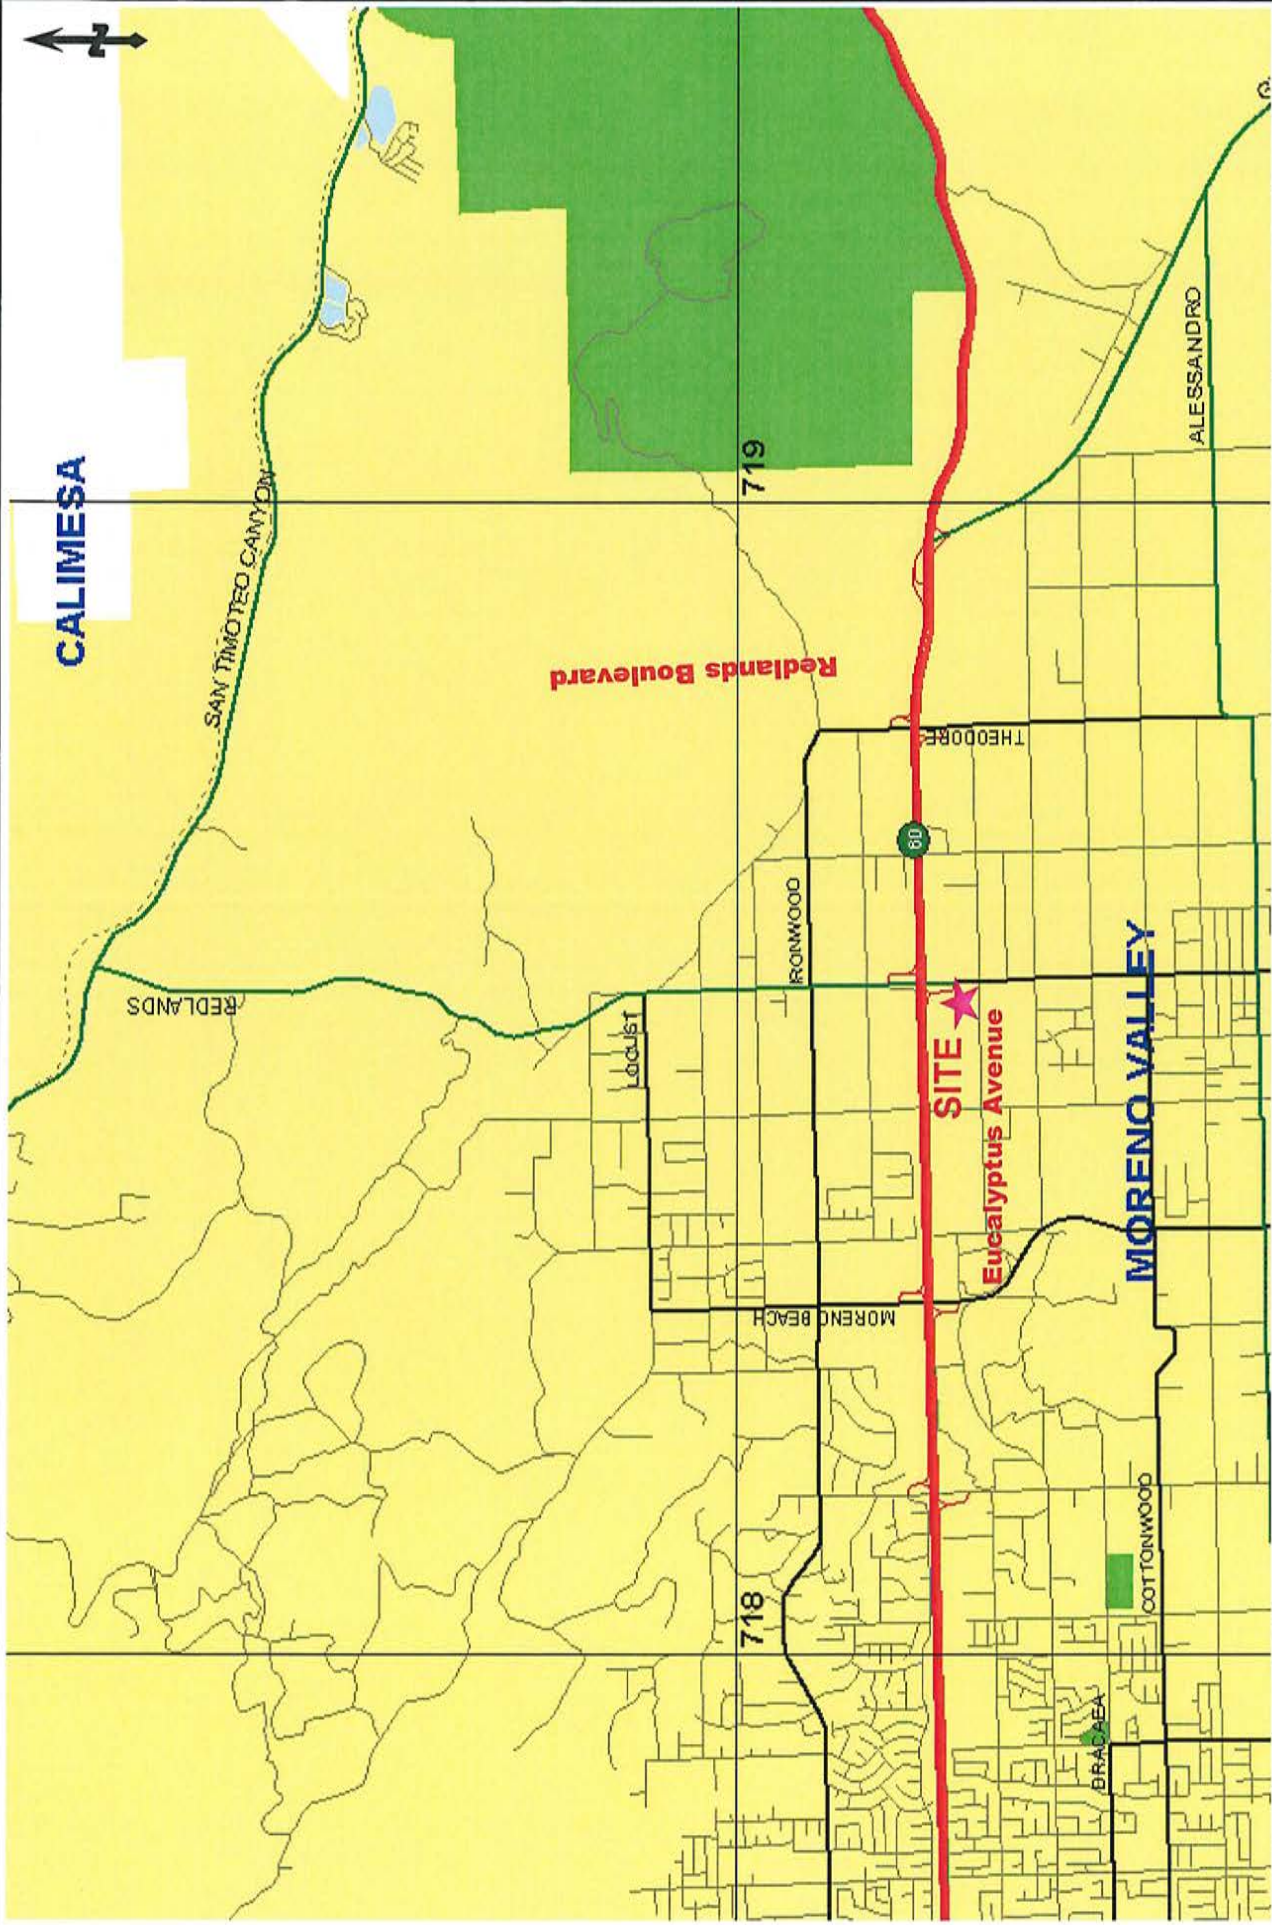 N
CALIMESA
SAN TIMOTEO CANYON
REDLANDS
Redlands Boulevard
719
ALESSANDRO
THEODORE
60
IRONWOOD
LOCUST
SITE
Eucalyptus Avenue
MORENO VALLEY
MORENO BEACH
718
COTTONWOOD
DRACAEA